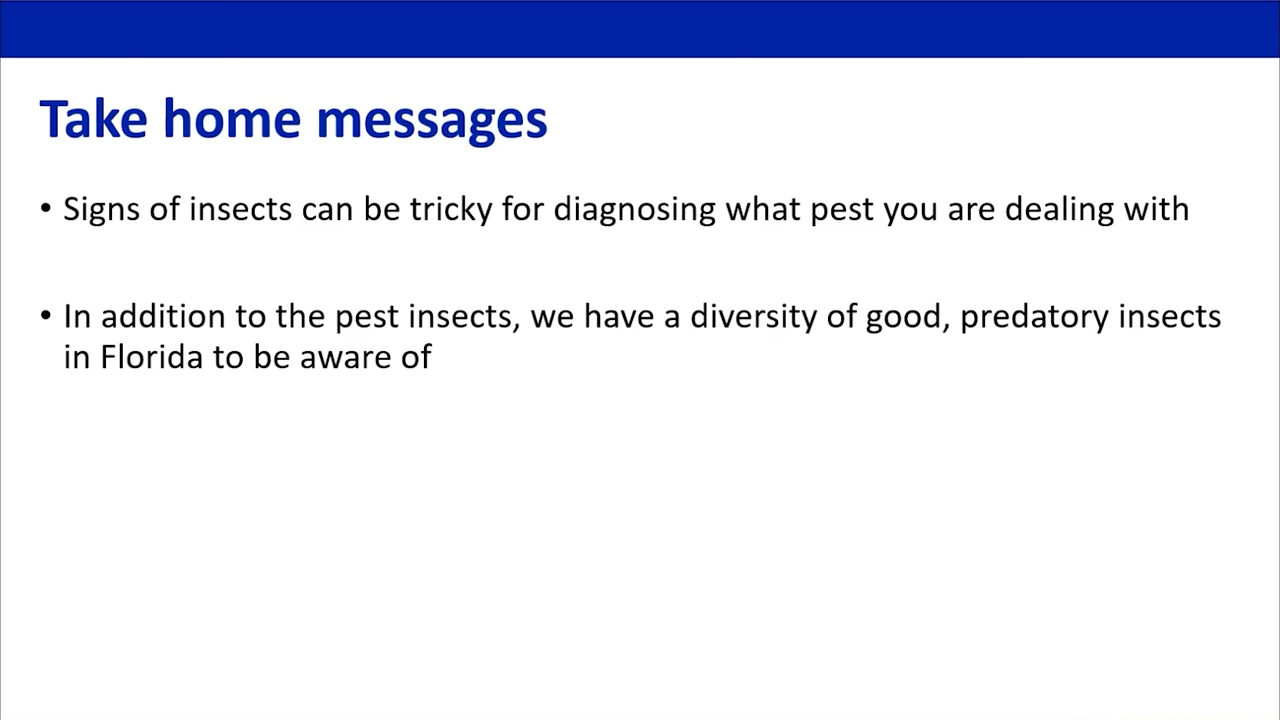 Take home messages
• Signs of insects can be tricky for diagnosing what pest you are dealing with
• In addition to the pest insects, we have a diversity of good, predatory insects
in Florida to be aware of